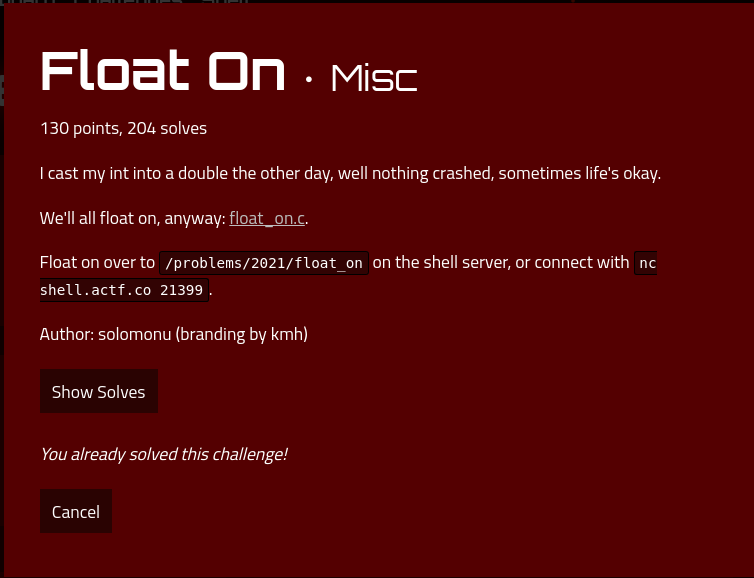 Float On · Misc
130 points, 204 solves
I cast my int into a double the other day, well nothing crashed, sometimes life's okay.
We'll all float on, anyway: float_on.c.
Float on over to /problems/2021/float_on on the shell server, or connect with nc
shell.actf.co 21399.
Author: solomonu (branding by kmh)
Show Solves
You already solved this challenge!
Cancel